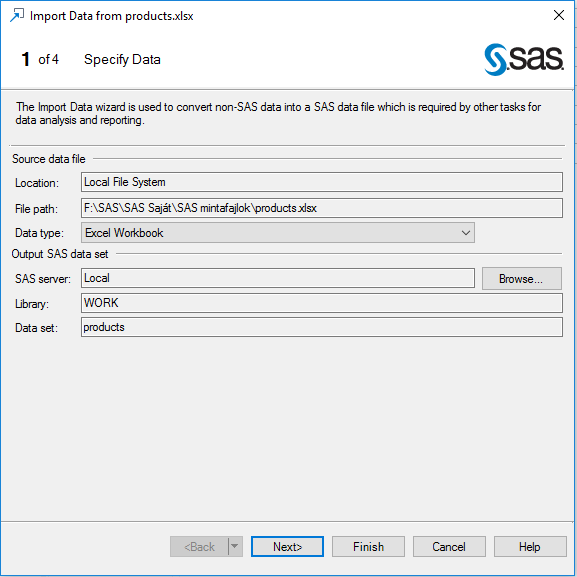 Import Data from products.xlsx
1 of 4 Specify Data
sas
The Import Data wizard is used to convert non-SAS data into a SAS data file which is required by other tasks for
data analysis and reporting.
Source data file
Location: Local File System
File path: F:\SAS\SAS Saját\SAS mintafajlok\products.xlsx
Data type: Excel Workbook
Output SAS data set
SAS server: Local Browse...
Library: WORK
Data set: products
<Back Next> Finish Cancel Help